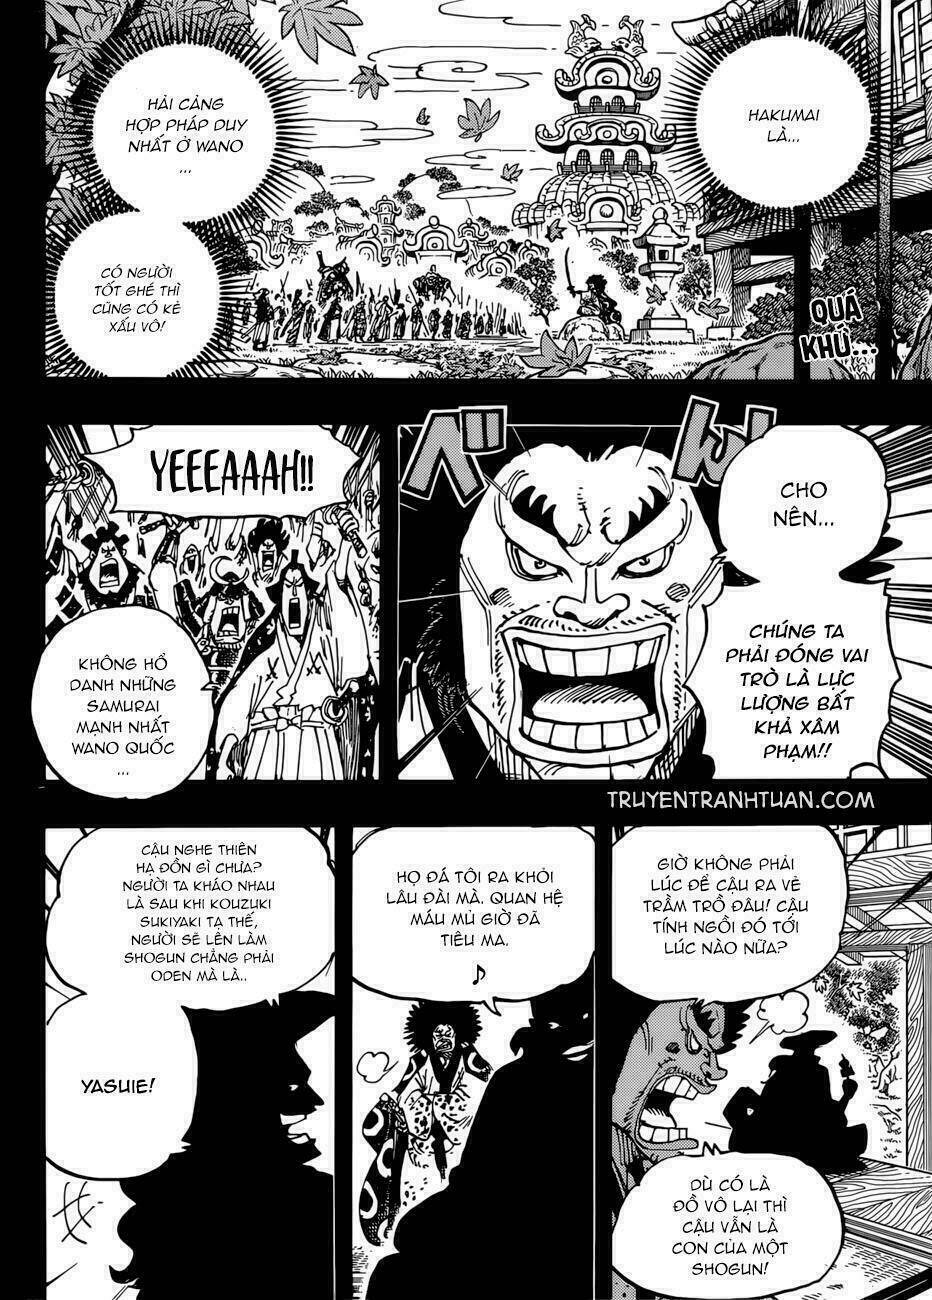 HAKUMAI
LÀ...
HẢI CẢNG
HỢP PHÁP DUY
NHẤT Ở WANO
...
CÓ NGƯỜI
TỐT GHÉ THÌ
CŨNG CÓ KẺ
XẤU VÔ!
QUÁ
KHỨ...
べん
CHO
NÊN...
CHÚNG TA
PHẢI ĐÓNG VAI
TRÒ LÀ LỰC
LƯỢNG BẤT
KHẢ XÂM
PHẠM!!
YEEEAAAH!!
KHÔNG HỔ
DANH NHỮNG
SAMURAI
MẠNH NHẤT
WANO QUỐC
...
TRUYENTRANHTUAN.COM
GIỜ KHÔNG PHẢI
LÚC ĐỂ CẬU RA VẺ
TRẦM TRỒ ĐÂU! CẬU
TÍNH NGỒI ĐÓ TỚI
LÚC NÀO NỮA?
DÙ CÓ LÀ
ĐỒ VÔ LẠI THÌ
CẬU VẪN LÀ
CON CỦA MỘT
SHOGUN!
HỌ ĐÁ TÔI RA KHỎI
LÂU ĐÀI MÀ. QUAN HỆ
MÁU MỦ GIỜ ĐÃ
TIÊU MA.
♪
CẬU NGHE THIÊN
HẠ ĐỒN GÌ CHƯA?
NGƯỜI TA KHÁO NHAU
LÀ SAU KHI KOUZUKI
SUKIYAKI TẠ THẾ,
NGƯỜI SẼ LÊN LÀM
SHOGUN CHẲNG PHẢI
ODEN MÀ LÀ..
YASUIE!